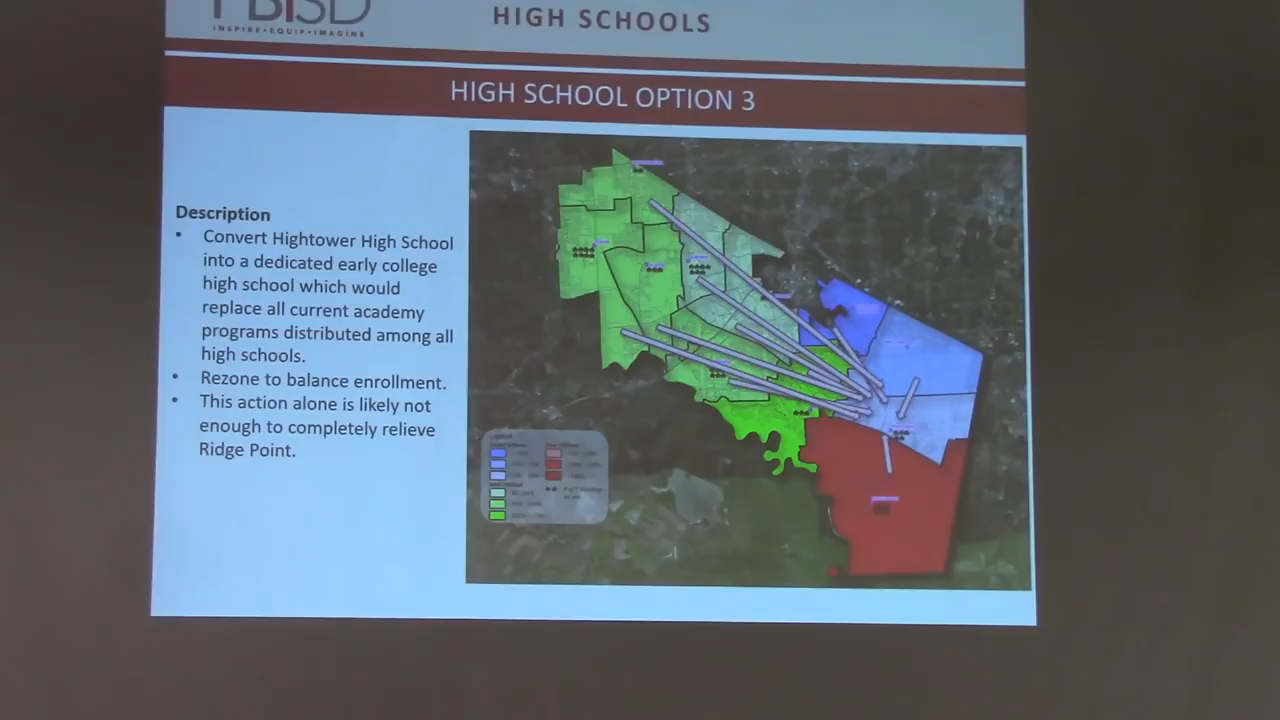 FBISD
INSPIRE•EQUIP•IMAGINE
HIGH SCHOOLS
HIGH SCHOOL OPTION 3
Description
• Convert Hightower High School
into a dedicated early college
high school which would
replace all current academy
programs distributed among all
high schools.
• Rezone to balance enrollment.
• This action alone is likely not
enough to completely relieve
Ridge Point.